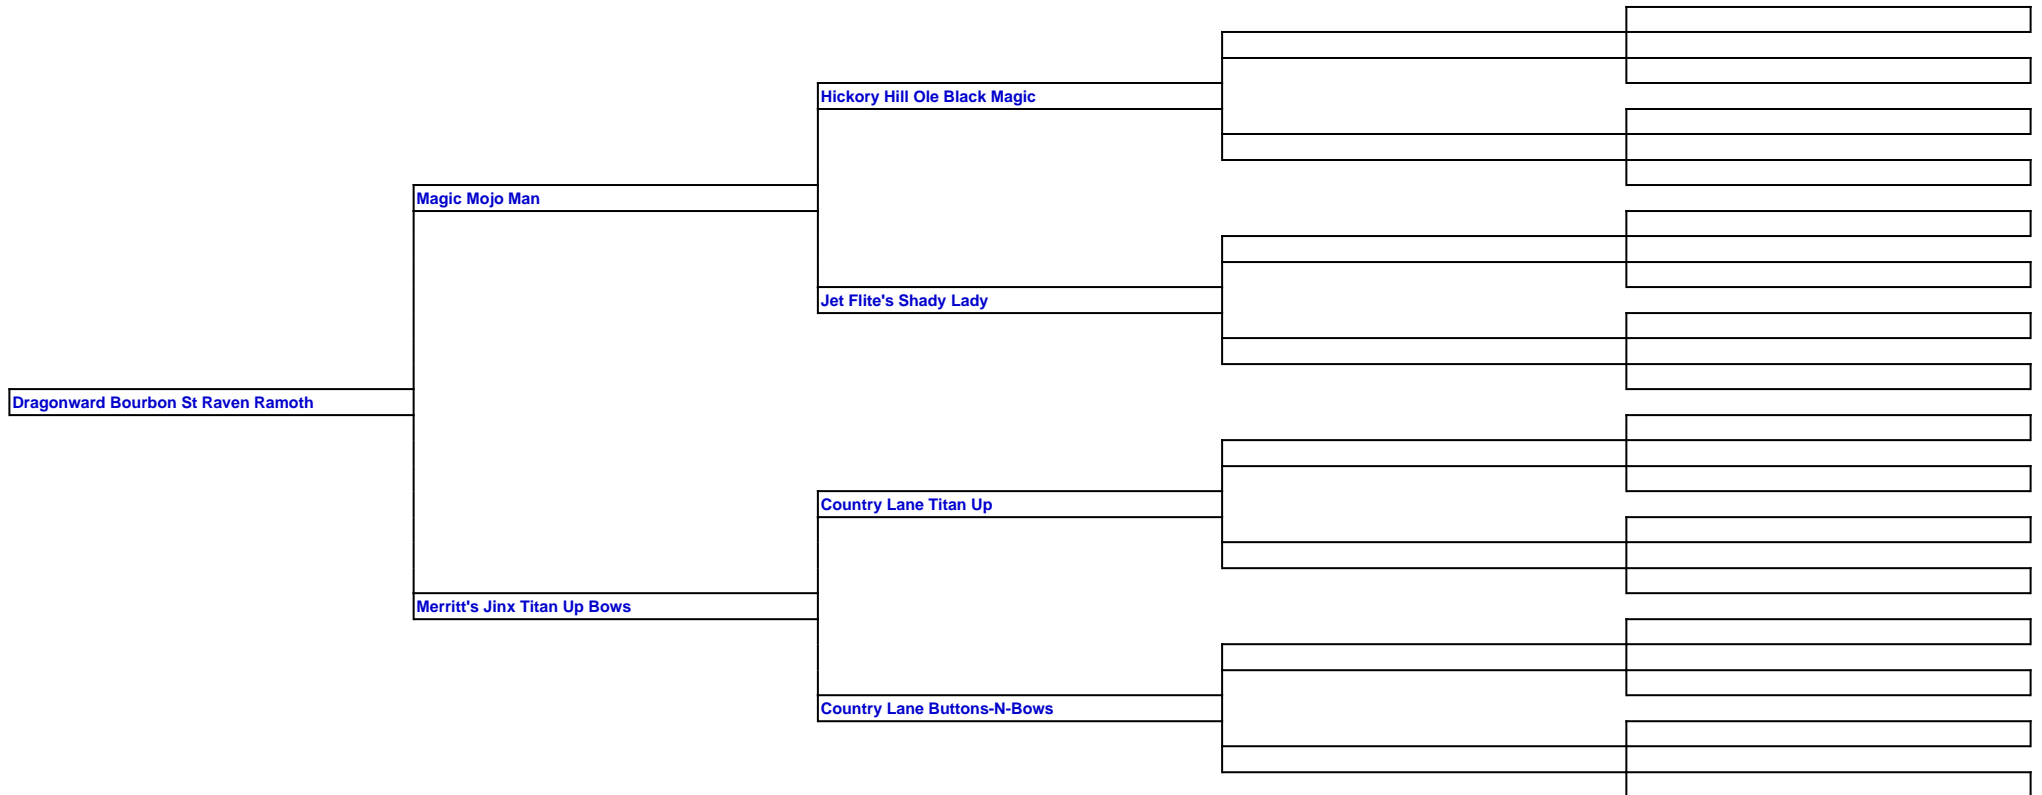 Hickory Hill Ole Black Magic
Magic Mojo Man
Jet Flite's Shady Lady
Dragonward Bourbon St Raven Ramoth
Country Lane Titan Up
Merritt's Jinx Titan Up Bows
Country Lane Buttons-N-Bows